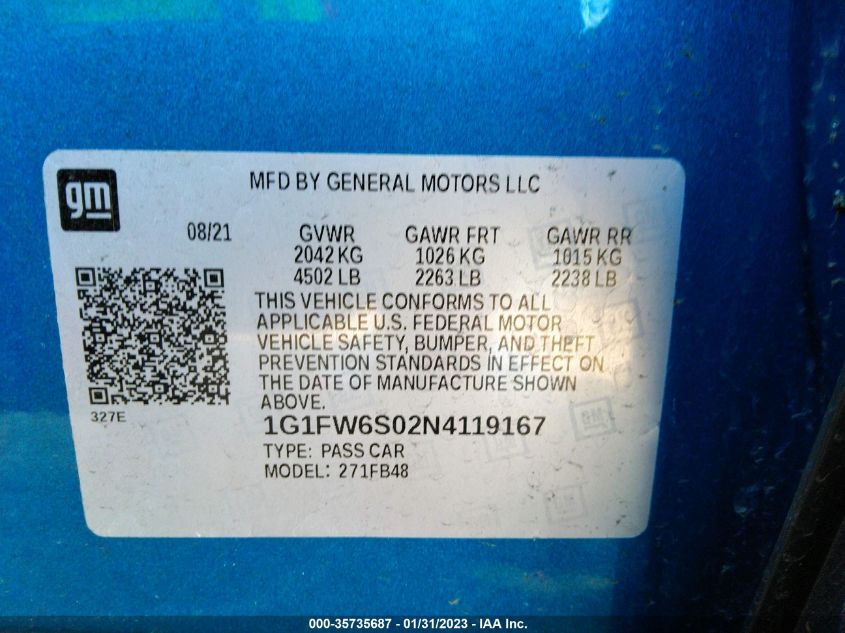 gm
MFD BY GENERAL MOTORS LLC
08/21 GVWR GAWR FRT GAWR RR
2042 KG 1026 KG 1015 KG
4502 LB 2263 LB 2238 LB
THIS VEHICLE CONFORMS TO ALL
APPLICABLE U.S. FEDERAL MOTOR
VEHICLE SAFETY, BUMPER, AND THEFT
PREVENTION STANDARDS IN EFFECT ON
THE DATE OF MANUFACTURE SHOWN
ABOVE.
327E
1G1FW6S02N4119167
TYPE: PASS CAR
MODEL: 271FB48
000-35735687 - 01/31/2023 - IAA Inc.